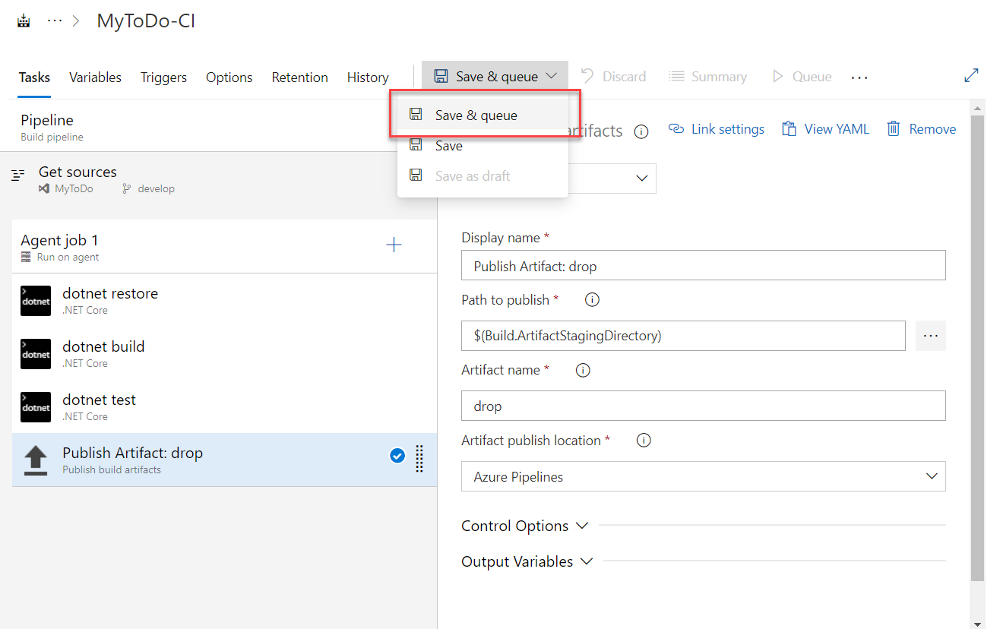 MyToDo-CI
Tasks Variables Triggers Options Retention History Save & queue Discard Summary Queue
Save & queue
Save
Save as draft
Pipeline
Build pipeline
Get sources
MyToDo develop
Agent job 1
Run on agent
dotnet
dotnet restore
.NET Core
dotnet
dotnet build
.NET Core
dotnet
dotnet test
.NET Core
Publish Artifact: drop
Publish build artifacts
Link settings View YAML Remove
Display name *
Publish Artifact: drop
Path to publish *
$(Build.ArtifactStagingDirectory)
Artifact name *
drop
Artifact publish location *
Azure Pipelines
Control Options
Output Variables